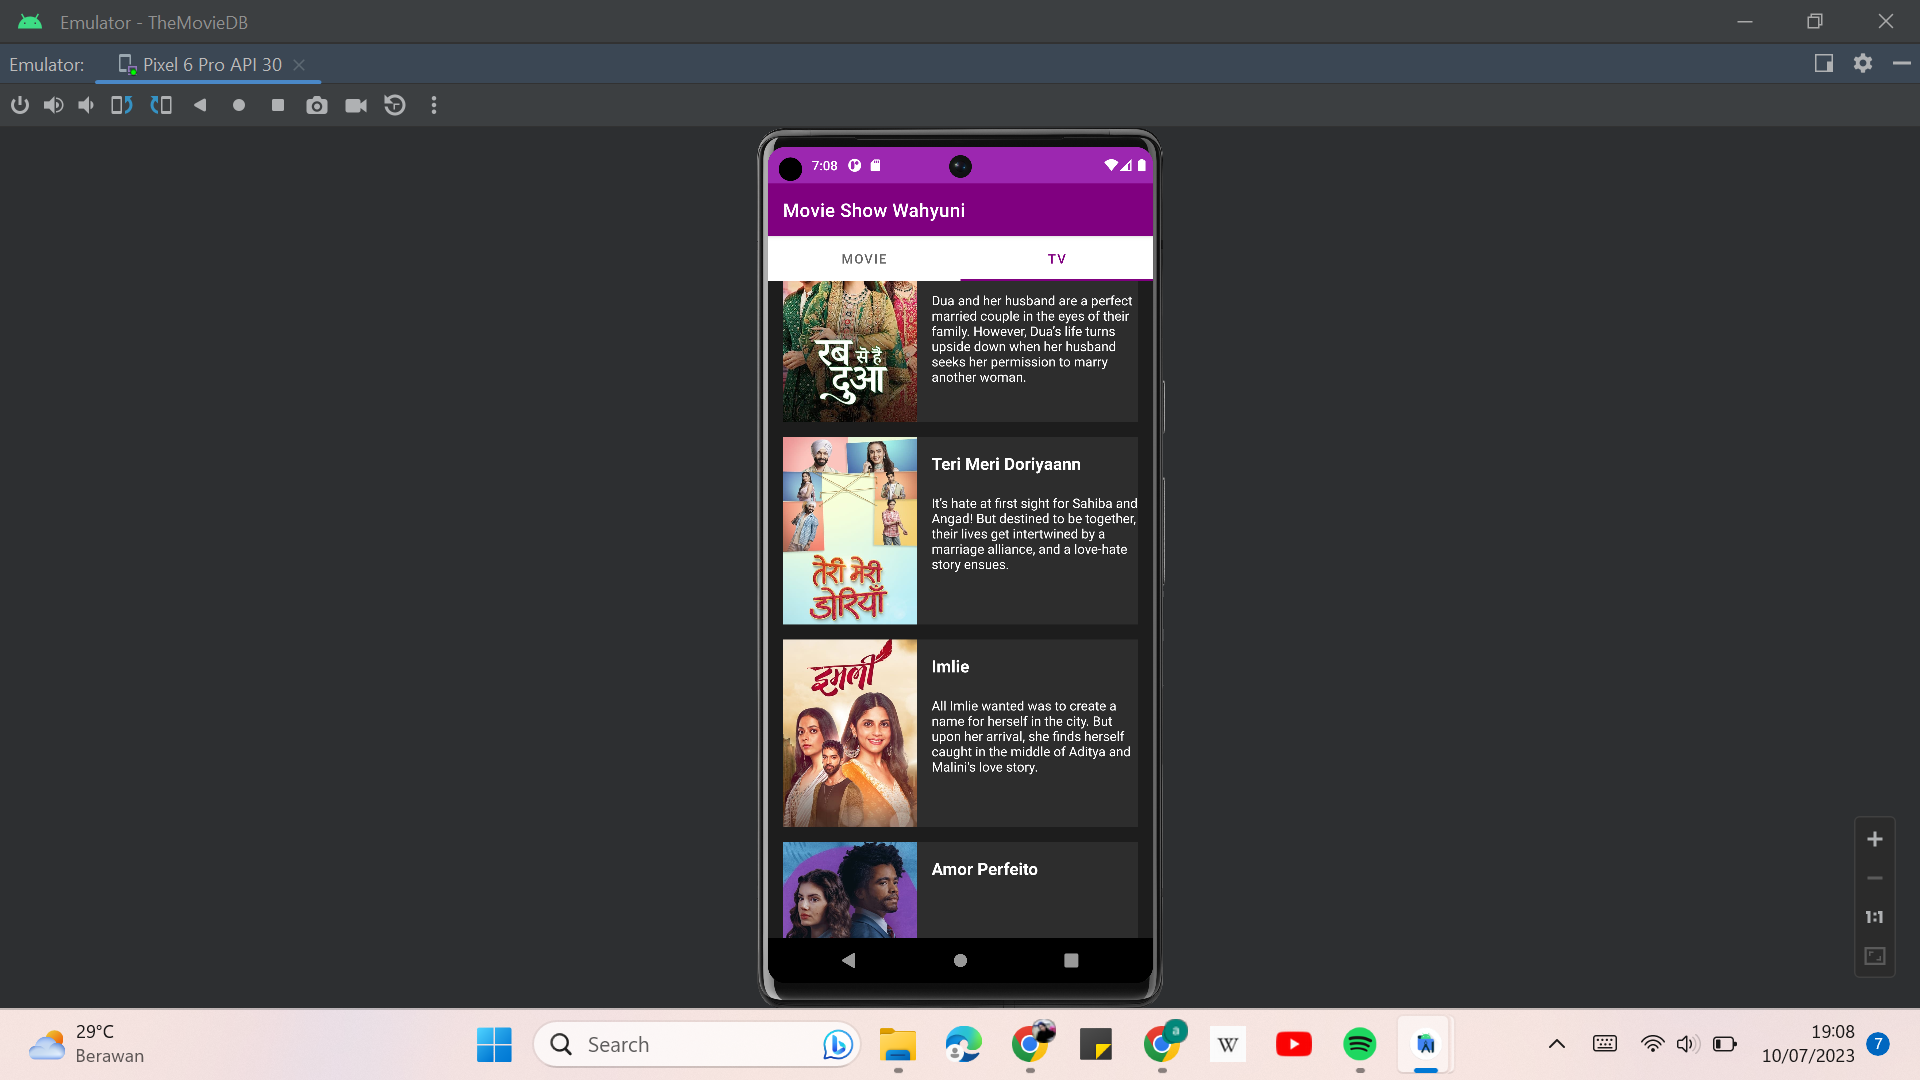 Emulator - TheMovieDB
Emulator:
Pixel 6 Pro API 30
7:08
Movie Show Wahyuni
MOVIE
TV
रब से है
दुआ
Dua and her husband are a perfect
married couple in the eyes of their
family. However, Dua's life turns
upside down when her husband
seeks her permission to marry
another woman.
तेरी मेरी
डोरियाँ
Teri Meri Doriyaann
It's hate at first sight for Sahiba and
Angad! But destined to be together,
their lives get intertwined by a
marriage alliance, and a love-hate
story ensues.
इमली
Imlie
All Imlie wanted was to create a
name for herself in the city. But
upon her arrival, she finds herself
caught in the middle of Aditya and
Malini's love story.
Amor Perfeito
1:1
29°C
Berawan
Search
a
W
AI
19:08
10/07/2023
7